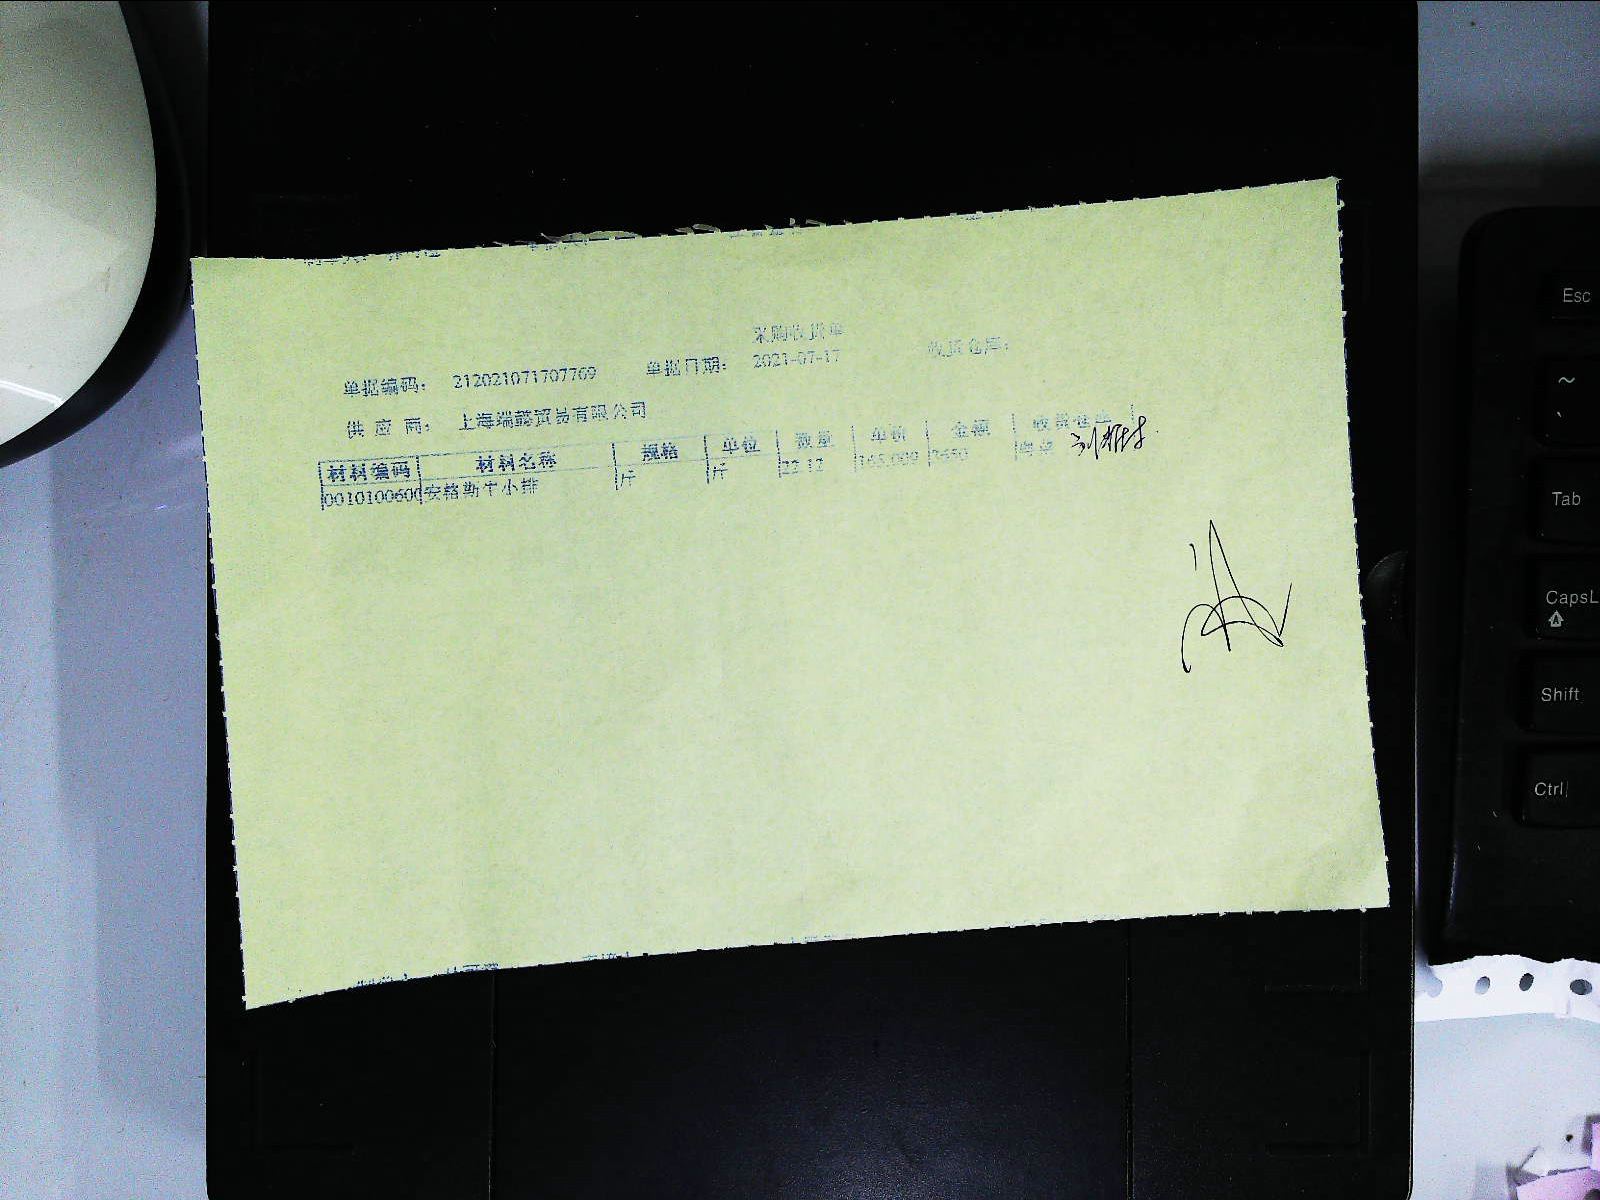 采购收货单
单据编码： 212021071707769 单据日期： 2021-07-17 收货仓库：
供 应 商： 上海端懿贸易有限公司
材料编码 材料名称 规格 单位 数量 单价 金额 收货仓库
0010100600 安格斯牛小排 斤 斤 22.12 165.009 3650
Esc
~
`
Tab
CapsL
Shift
Ctrl